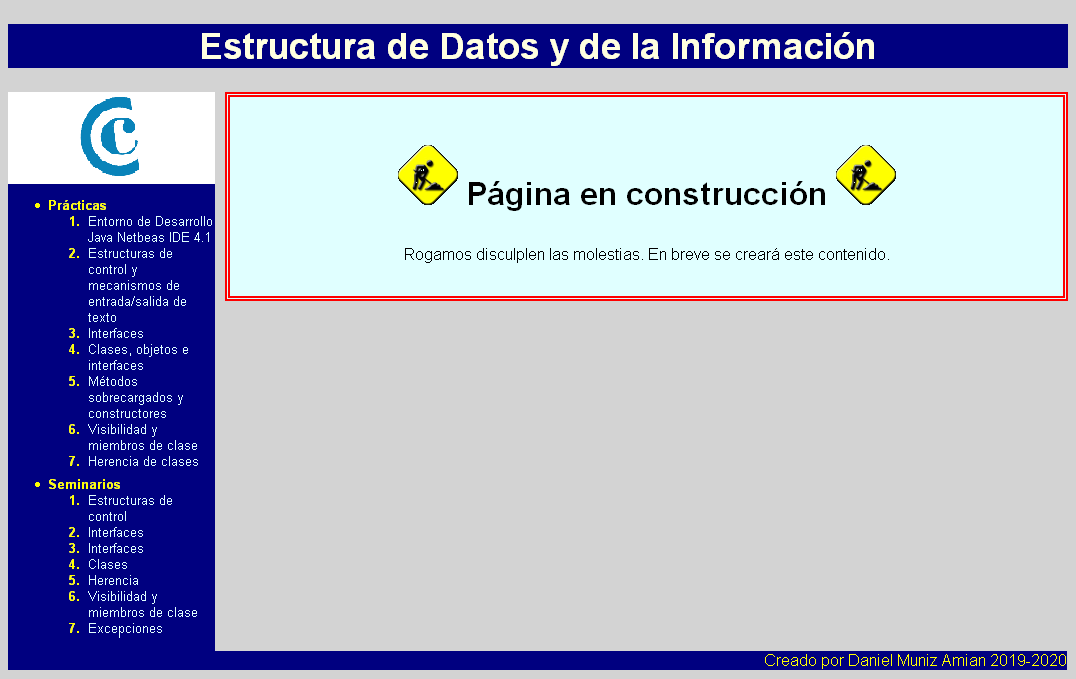 Estructura de Datos y de la Información
Prácticas
1. Entorno de Desarrollo
Java Netbeas IDE 4.1
2. Estructuras de
control y
mecanismos de
entrada/salida de
texto
3. Interfaces
4. Clases, objetos e
interfaces
5. Métodos
sobrecargados y
constructores
6. Visibilidad y
miembros de clase
7. Herencia de clases
Seminarios
1. Estructuras de
control
2. Interfaces
3. Interfaces
4. Clases
5. Herencia
6. Visibilidad y
miembros de clase
7. Excepciones
Página en construcción
Rogamos disculplen las molestias. En breve se creará este contenido.
Creado por Daniel Muniz Amian 2019-2020